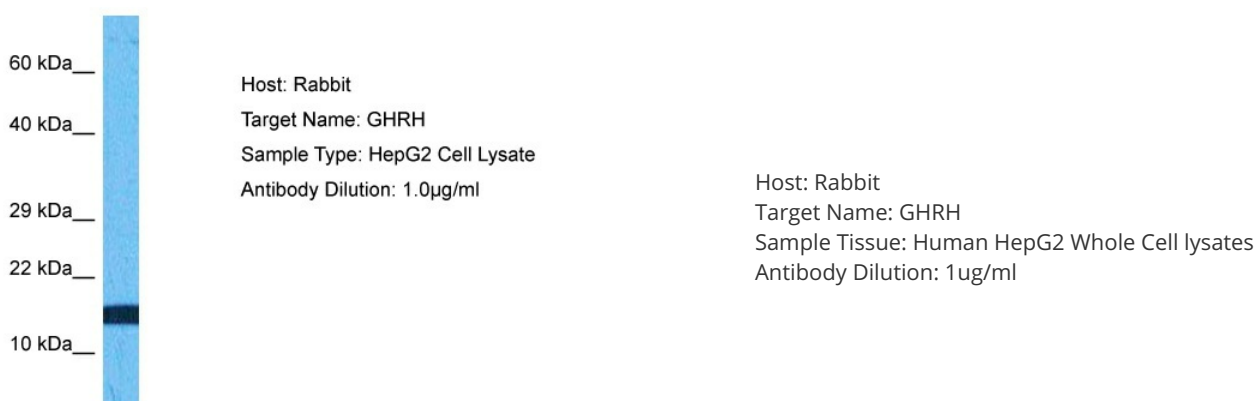 60 kDa__
40 kDa__
29 kDa__
22 kDa__
10 kDa__
Host: Rabbit
Target Name: GHRH
Sample Type: HepG2 Cell Lysate
Antibody Dilution: 1.0µg/ml
Host: Rabbit
Target Name: GHRH
Sample Tissue: Human HepG2 Whole Cell lysates
Antibody Dilution: 1ug/ml